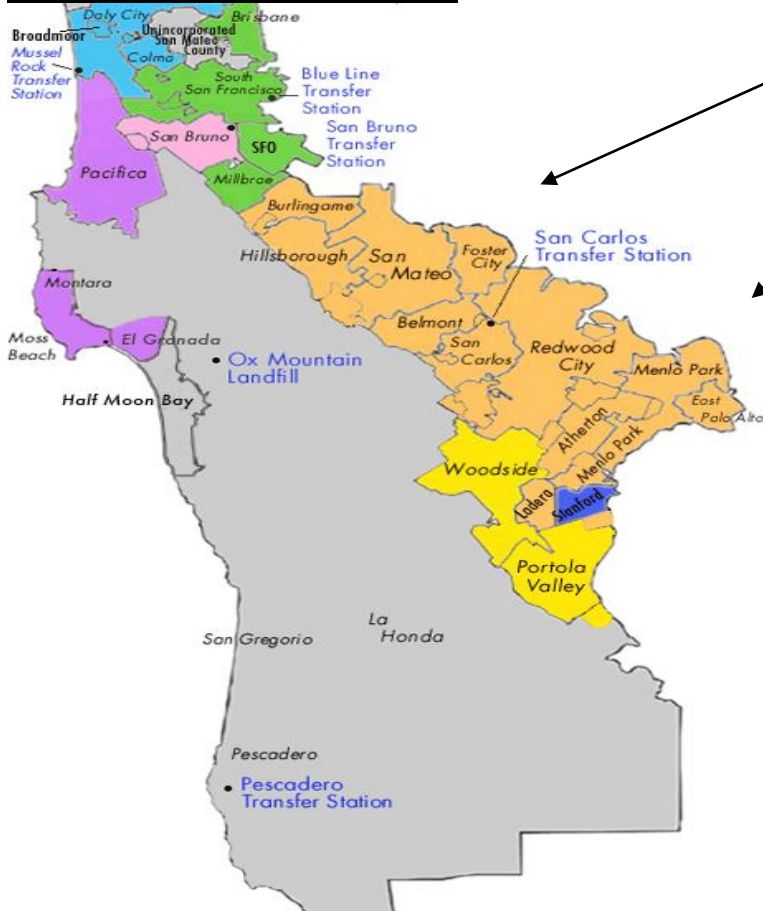 Daly City
Brisbane
Broadmoor
Unincorporated
San Mateo
County
Mussel
Rock
Transfer
Station
Colma
South
San Francisco
Blue Line
Transfer
Station
San Bruno
SFO
San Bruno
Transfer
Station
Pacifica
Millbrae
Burlingame
Hillsborough
San
Mateo
Foster
City
San Carlos
Transfer Station
Montara
Moss
Beach
El Granada
Belmont
San
Carlos
Redwood
City
Menlo Park
East
Palo Alto
Ox Mountain
Landfill
Half Moon Bay
Atherton
Menlo Park
Woodside
Ladera
Stanford
Portola
Valley
La
Honda
San Gregorio
Pescadero
Pescadero
Transfer Station